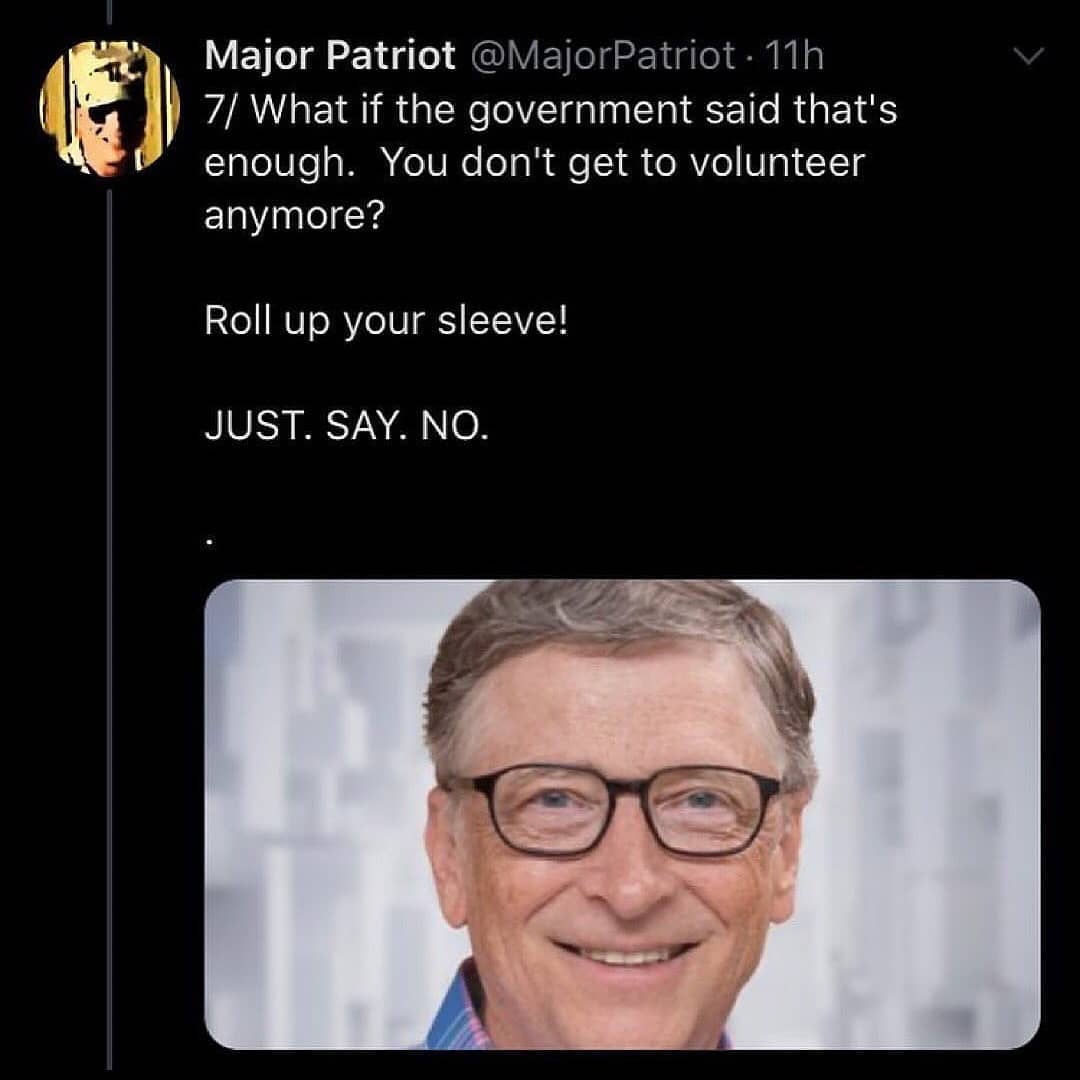 Major Patriot @MajorPatriot · 11h
7/ What if the government said that's
enough.  You don't get to volunteer
anymore?
Roll up your sleeve!
JUST. SAY. NO.
.